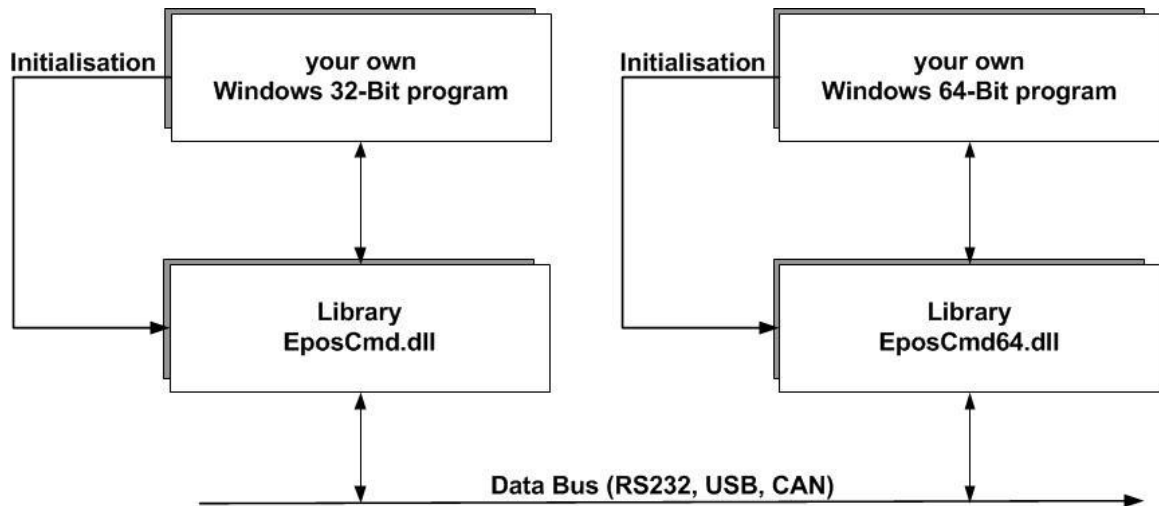 Initialisation
your own
Windows 32-Bit program
Initialisation
your own
Windows 64-Bit program
Library
EposCmd.dll
Library
EposCmd64.dll
Data Bus (RS232, USB, CAN)